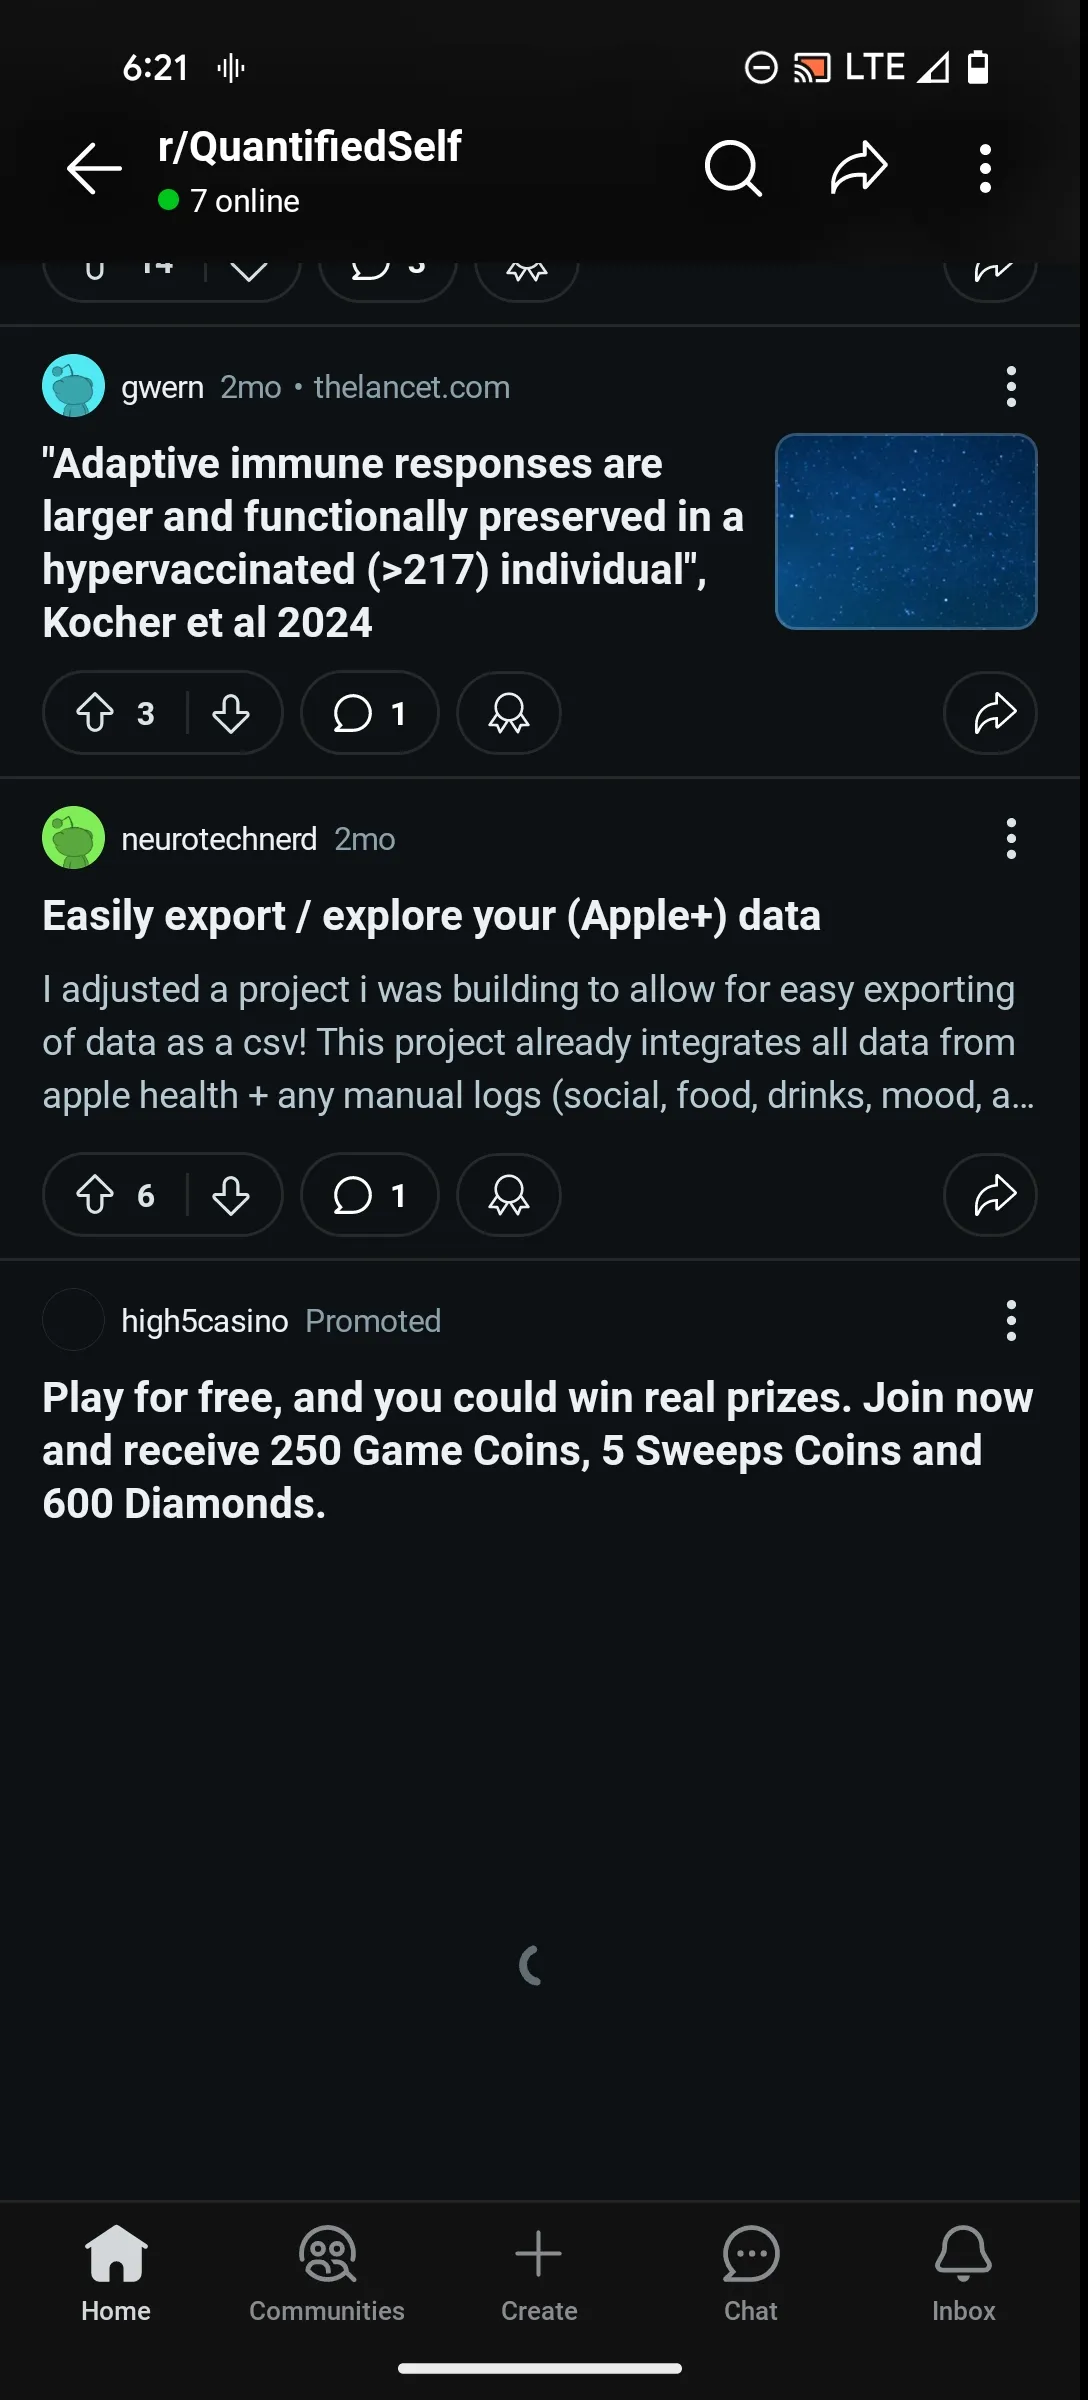 6:21
LTE
r/QuantifiedSelf
7 online
14
3
gwern 2mo • thelancet.com
"Adaptive immune responses are
larger and functionally preserved in a
hypervaccinated (>217) individual",
Kocher et al 2024
3
1
neurotechnerd 2mo
Easily export / explore your (Apple+) data
I adjusted a project i was building to allow for easy exporting
of data as a csv! This project already integrates all data from
apple health + any manual logs (social, food, drinks, mood, a...
6
1
high5casino Promoted
Play for free, and you could win real prizes. Join now
and receive 250 Game Coins, 5 Sweeps Coins and
600 Diamonds.
Home
Communities
Create
Chat
Inbox